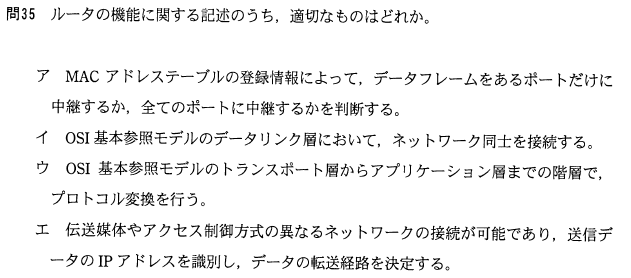 問35　ルータの機能に関する記述のうち，適切なものはどれか。
ア　MAC アドレステーブルの登録情報によって，データフレームをあるポートだけに
中継するか，全てのポートに中継するかを判断する。
イ　OSI 基本参照モデルのデータリンク層において，ネットワーク同士を接続する。
ウ　OSI 基本参照モデルのトランスポート層からアプリケーション層までの階層で，
プロトコル変換を行う。
エ　伝送媒体やアクセス制御方式の異なるネットワークの接続が可能であり，送信デ
ータの IP アドレスを識別し，データの転送経路を決定する。